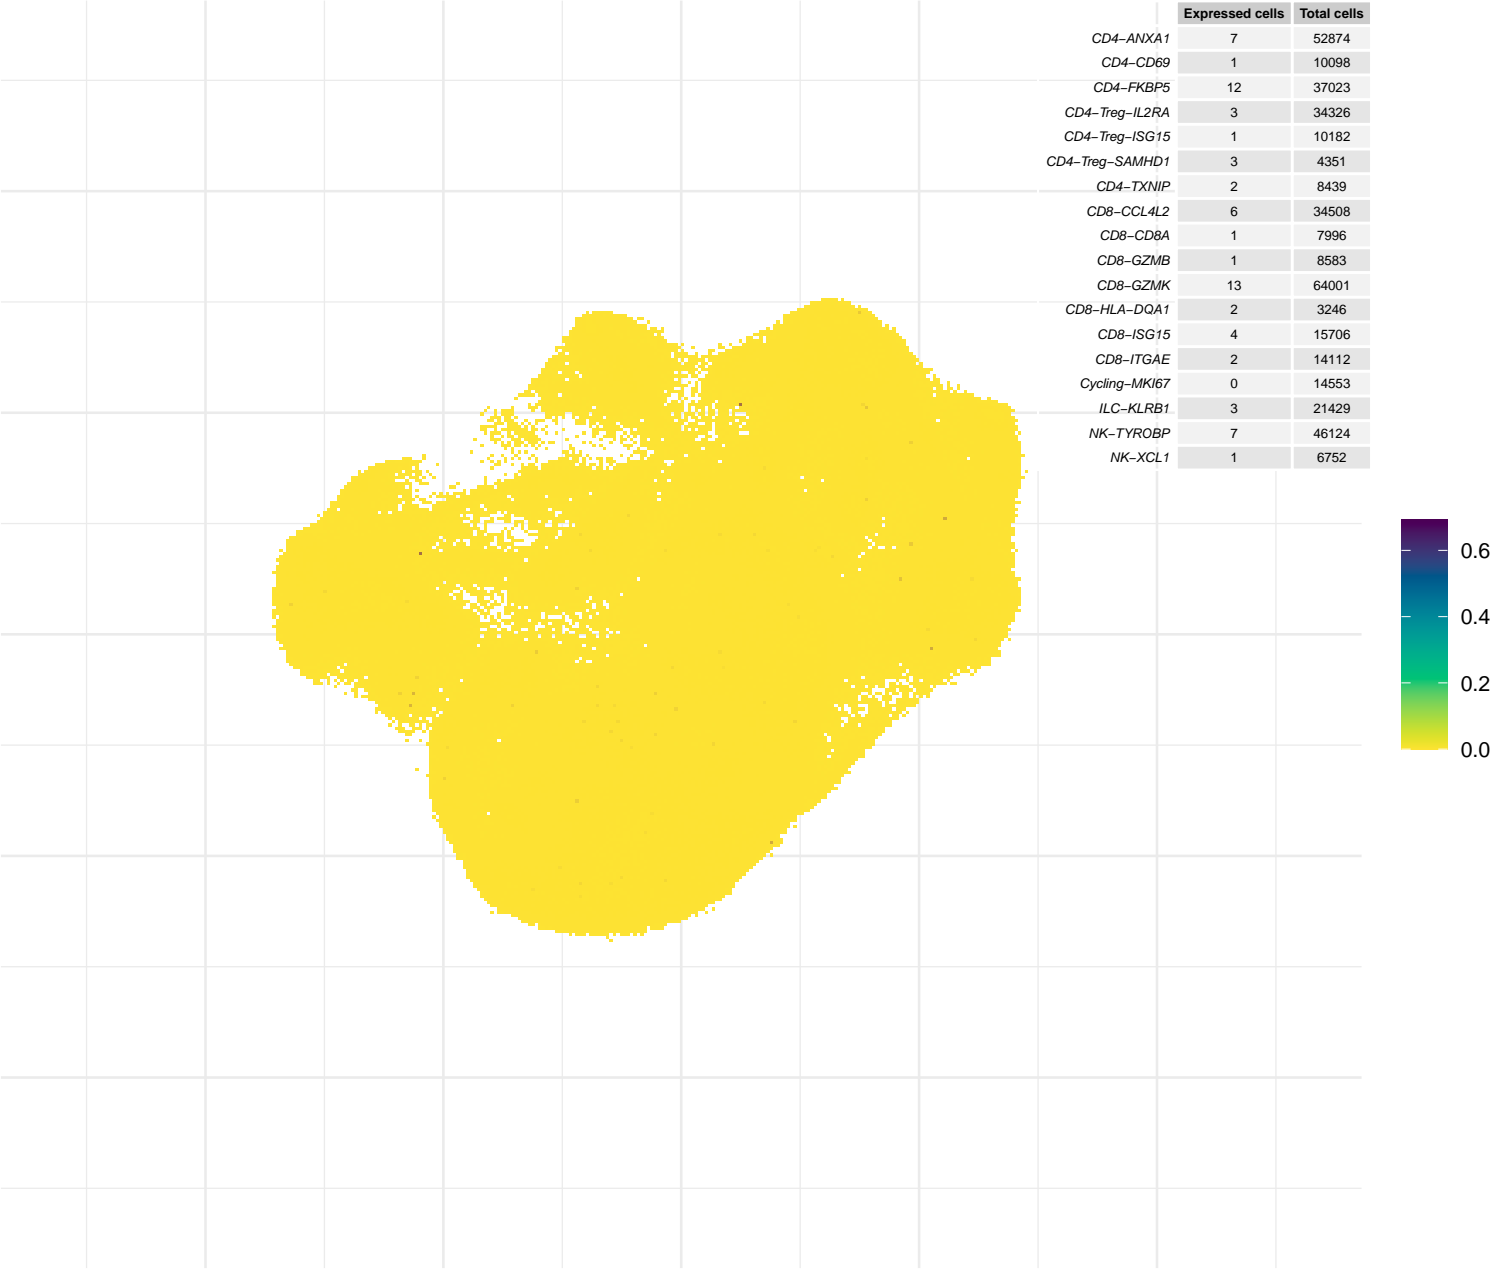 Expressed cells Total cells
CD4−ANXA1 7 52874
CD4−CD69 1 10098
CD4−FKBP5 12 37023
CD4−Treg−IL2RA 3 34326
CD4−Treg−ISG15 1 10182
CD4−Treg−SAMHD1 3 4351
CD4−TXNIP 2 8439
CD8−CCL4L2 6 34508
CD8−CD8A 1 7996
CD8−GZMB 1 8583
CD8−GZMK 13 64001
CD8−HLA−DQA1 2 3246
CD8−ISG15 4 15706
CD8−ITGAE 2 14112
Cycling−MKI67 0 14553
ILC−KLRB1 3 21429
NK−TYROBP 7 46124
NK−XCL1 1 6752
0.6
0.4
0.2
0.0